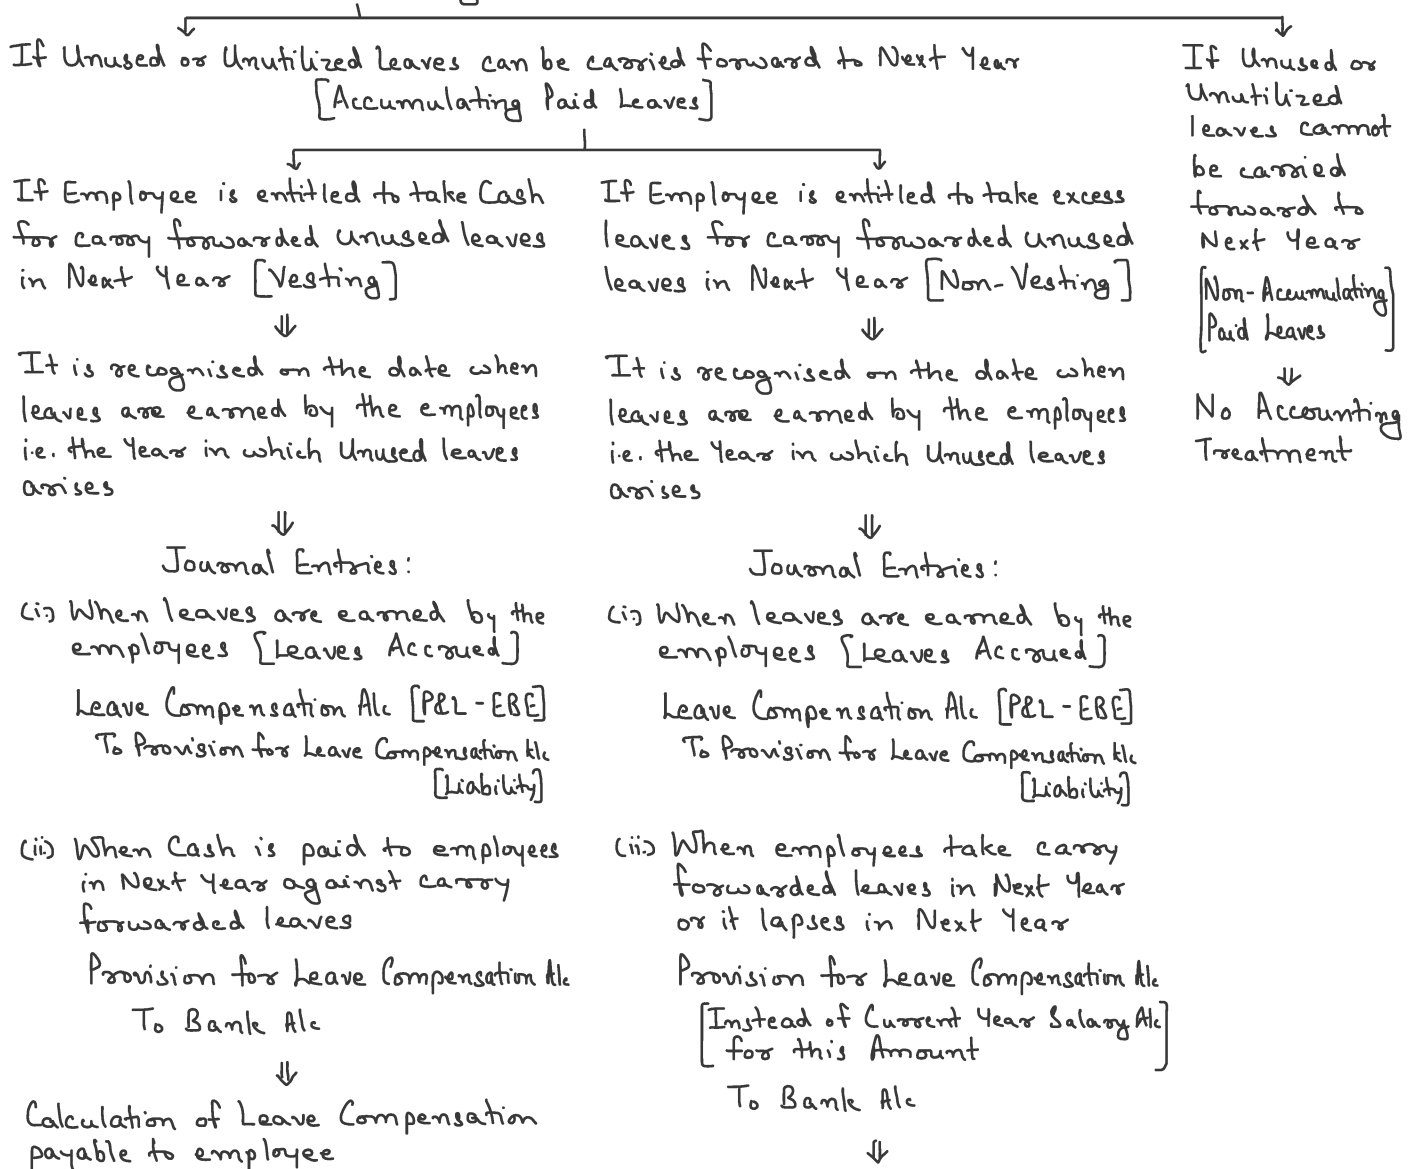 If Unused or Unutilized leaves can be carried forward to Next Year
[Accumulating Paid Leaves]
If Employee is entitled to take Cash
for carry forwarded unused leaves
in Next Year [Vesting]
⇓
It is recognised on the date when
leaves are earned by the employees
i.e. the Year in which Unused leaves
arises
⇓
Journal Entries:
(i.) When leaves are earned by the
employees [Leaves Accrued]
Leave Compensation A/c [P&L - EBE]
To Provision for Leave Compensation A/c
[Liability]
(ii.) When Cash is paid to employees
in Next Year against carry
forwarded leaves
Provision for Leave Compensation A/c
To Bank A/c
⇓
Calculation of Leave Compensation
payable to employee
If Employee is entitled to take excess
leaves for carry forwarded unused
leaves in Next Year [Non-Vesting]
⇓
It is recognised on the date when
leaves are earned by the employees
i.e. the Year in which Unused leaves
arises
⇓
Journal Entries:
(i.) When leaves are earned by the
employees [Leaves Accrued]
Leave Compensation A/c [P&L - EBE]
To Provision for Leave Compensation A/c
[Liability]
(ii.) When employees take carry
forwarded leaves in Next Year
or it lapses in Next Year
Provision for Leave Compensation A/c
[Instead of Current Year Salary A/c
for this Amount]
To Bank A/c
⇓
If Unused or
Unutilized
leaves cannot
be carried
forward to
Next Year
[Non-Accumulating
Paid Leaves]
⇓
No Accounting
Treatment